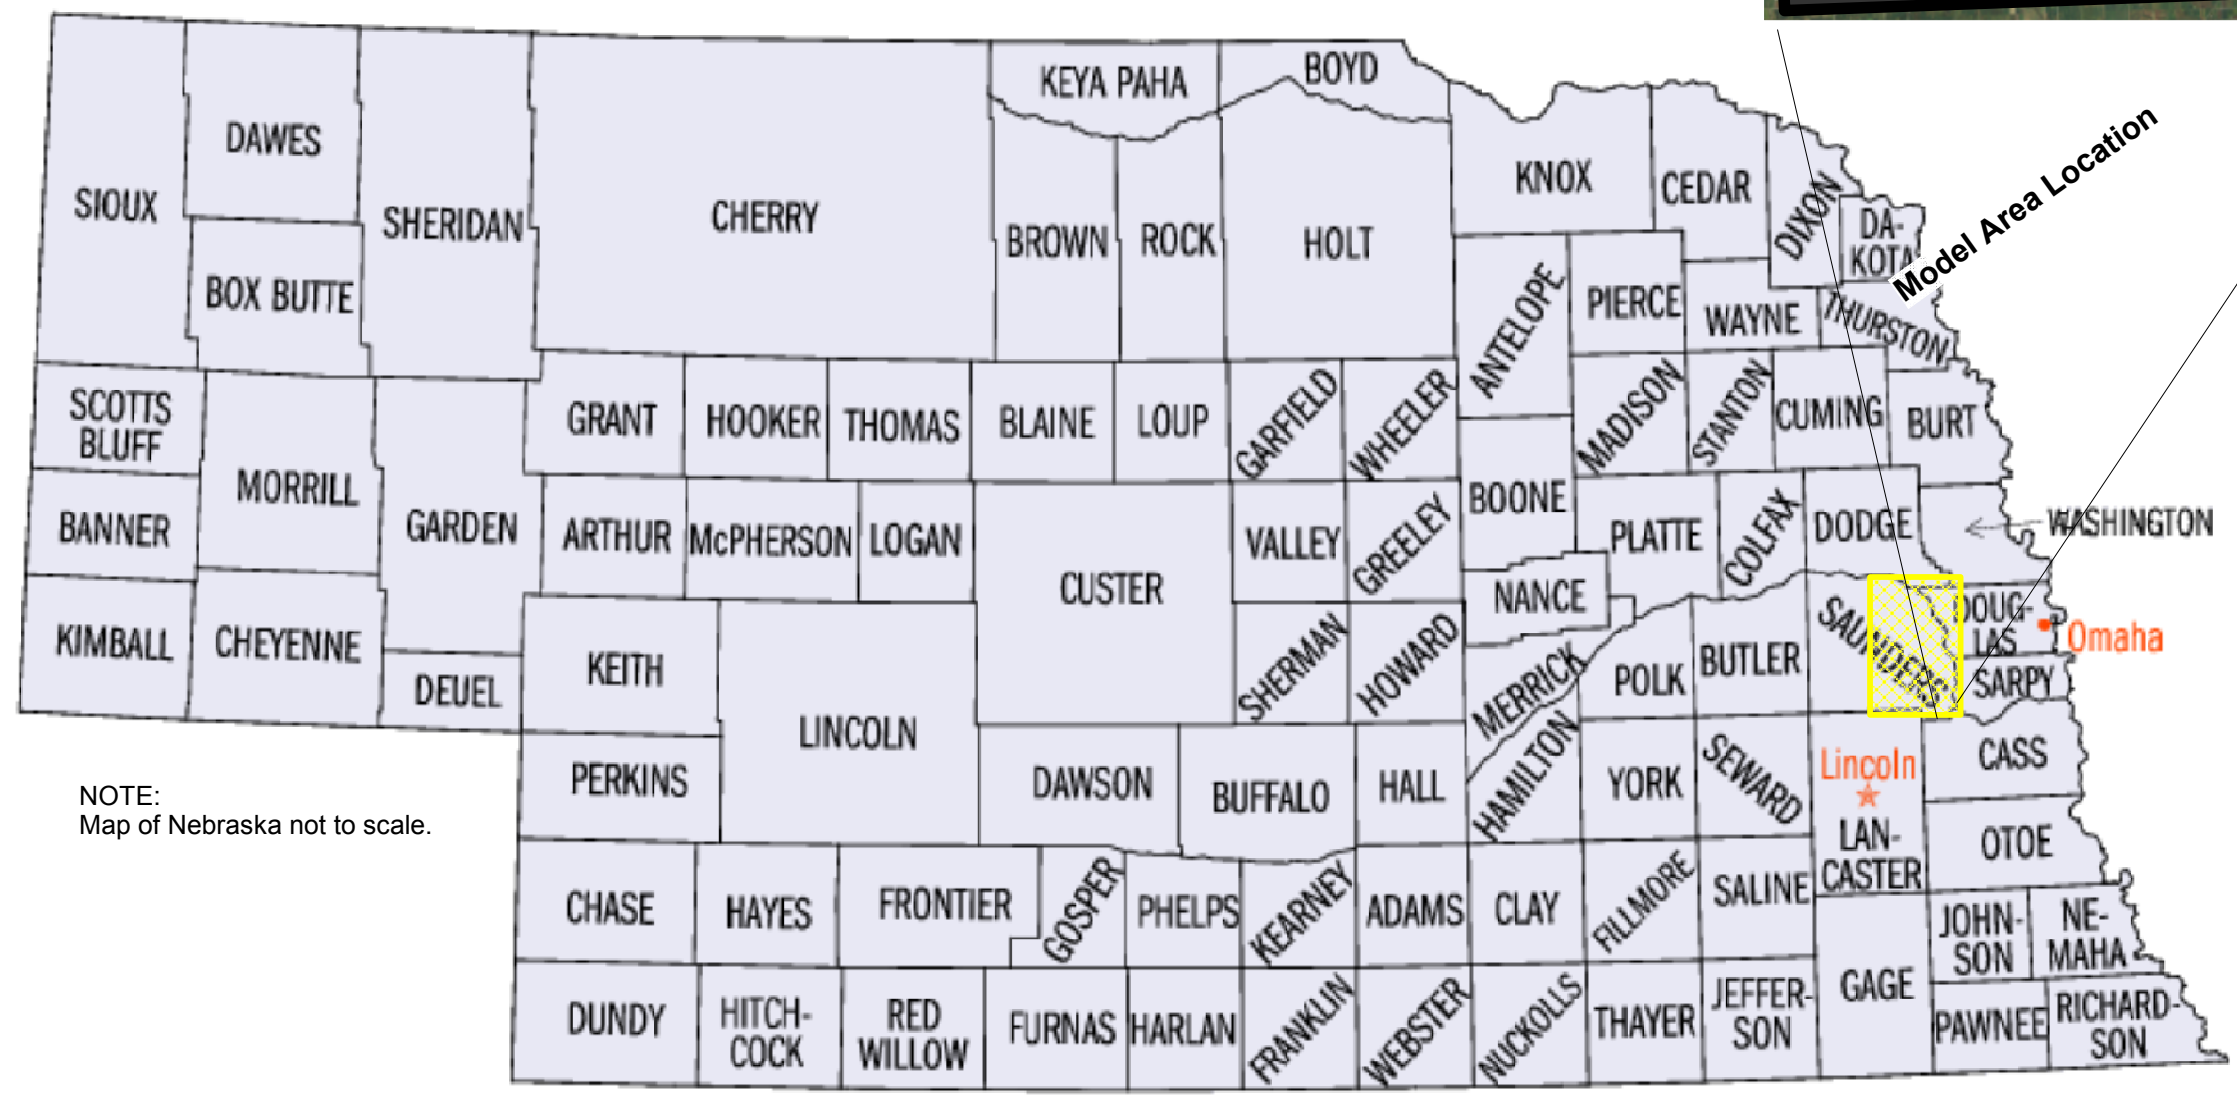 KEYA PAHA
BOYD
DAWES
SIOUX
SHERIDAN
CHERRY
BROWN
ROCK
HOLT
KNOX
CEDAR
DIXON
DA-
KOTA
Model Area Location
BOX BUTTE
ANTELOPE
PIERCE
WAYNE
THURSTON
SCOTTS
BLUFF
MORRILL
GARDEN
GRANT
HOOKER
THOMAS
BLAINE
LOUP
GARFIELD
WHEELER
MADISON
STANTON
CUMING
BURT
BANNER
ARTHUR
McPHERSON
LOGAN
CUSTER
VALLEY
GREELEY
BOONE
PLATTE
COLFAX
DODGE
WASHINGTON
NANCE
KIMBALL
CHEYENNE
DEUEL
KEITH
LINCOLN
SHERMAN
HOWARD
MERRICK
POLK
BUTLER
SAUNDERS
DOUG-
LAS
Omaha
SARPY
PERKINS
DAWSON
BUFFALO
HALL
HAMILTON
YORK
SEWARD
Lincoln
LAN-
CASTER
CASS
OTOE
NOTE:
Map of Nebraska not to scale.
CHASE
HAYES
FRONTIER
GOSPER
PHELPS
KEARNEY
ADAMS
CLAY
FILLMORE
SALINE
JOHN-
SON
NE-
MAHA
DUNDY
HITCH-
COCK
RED
WILLOW
FURNAS
HARLAN
FRANKLIN
WEBSTER
NUCKOLLS
THAYER
JEFFER-
SON
GAGE
PAWNEE
RICHARD-
SON